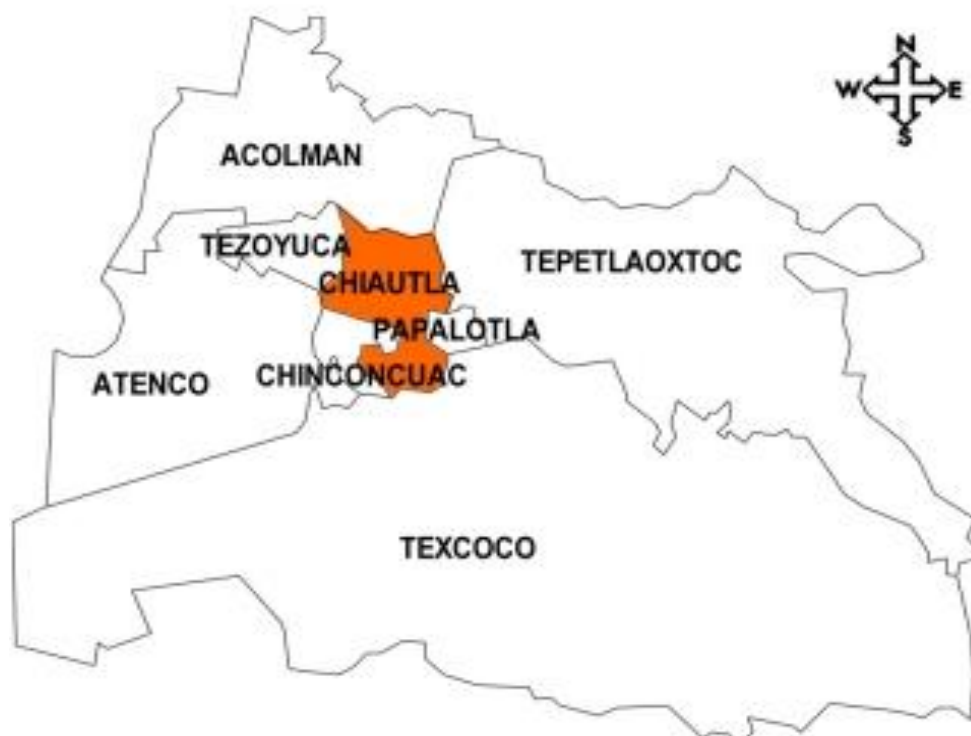 N
W E
S
ACOLMAN
TEZOYUCA
TEPETLAOXTOC
CHIAUTLA
PAPALOTLA
ATENCO
CHINCONCUAC
TEXCOCO